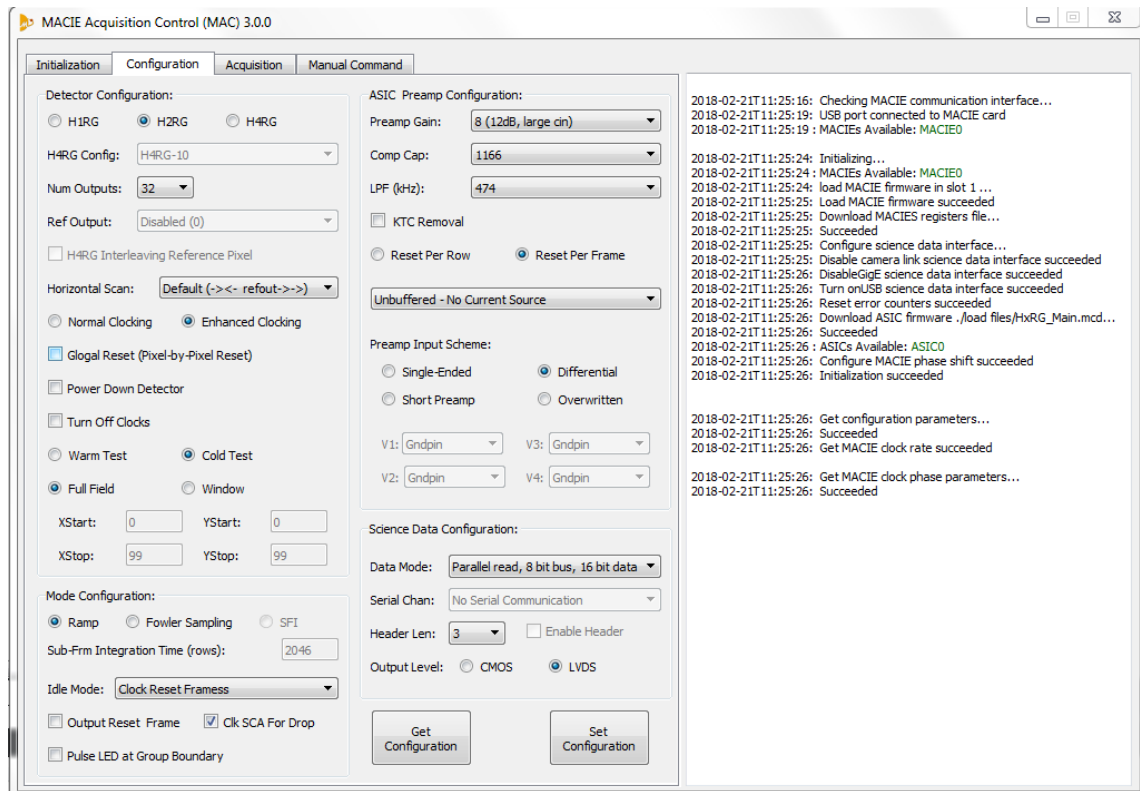 MACIE Acquisition Control (MAC) 3.0.0
Initialization Configuration Acquisition Manual Command
Detector Configuration:
H1RG H2RG H4RG
H4RG Config: H4RG-10
Num Outputs: 32
Ref Output: Disabled (0)
H4RG Interleaving Reference Pixel
Horizontal Scan: Default (-><- refout->->)
Normal Clocking Enhanced Clocking
Glogal Reset (Pixel-by-Pixel Reset)
Power Down Detector
Turn Off Clocks
Warm Test Cold Test
Full Field Window
XStart: 0 YStart: 0
XStop: 99 YStop: 99
Mode Configuration:
Ramp Fowler Sampling SFI
Sub-Frm Integration Time (rows): 2046
Idle Mode: Clock Reset Framess
Output Reset Frame Clk SCA For Drop
Pulse LED at Group Boundary
ASIC Preamp Configuration:
Preamp Gain: 8 (12dB, large cin)
Comp Cap: 1166
LPF (kHz): 474
KTC Removal
Reset Per Row Reset Per Frame
Unbuffered - No Current Source
Preamp Input Scheme:
Single-Ended Differential
Short Preamp Overwritten
V1: Gndpin V3: Gndpin
V2: Gndpin V4: Gndpin
Science Data Configuration:
Data Mode: Parallel read, 8 bit bus, 16 bit data
Serial Chan: No Serial Communication
Header Len: 3 Enable Header
Output Level: CMOS LVDS
Get
Configuration
Set
Configuration
2018-02-21T11:25:16: Checking MACIE communication interface...
2018-02-21T11:25:19: USB port connected to MACIE card
2018-02-21T11:25:19 : MACIEs Available: MACIE0
2018-02-21T11:25:24: Initializing...
2018-02-21T11:25:24 : MACIEs Available: MACIE0
2018-02-21T11:25:24: load MACIE firmware in slot 1 ...
2018-02-21T11:25:25: Load MACIE firmware succeeded
2018-02-21T11:25:25: Download MACIES registers file...
2018-02-21T11:25:25: Succeeded
2018-02-21T11:25:25: Configure science data interface...
2018-02-21T11:25:25: Disable camera link science data interface succeeded
2018-02-21T11:25:26: DisableGigE science data interface succeeded
2018-02-21T11:25:26: Turn onUSB science data interface succeeded
2018-02-21T11:25:26: Reset error counters succeeded
2018-02-21T11:25:26: Download ASIC firmware ./load files/HxRG_Main.mcd...
2018-02-21T11:25:26: Succeeded
2018-02-21T11:25:26 : ASICs Available: ASIC0
2018-02-21T11:25:26: Configure MACIE phase shift succeeded
2018-02-21T11:25:26: Initialization succeeded
2018-02-21T11:25:26: Get configuration parameters...
2018-02-21T11:25:26: Succeeded
2018-02-21T11:25:26: Get MACIE clock rate succeeded
2018-02-21T11:25:26: Get MACIE clock phase parameters...
2018-02-21T11:25:26: Succeeded